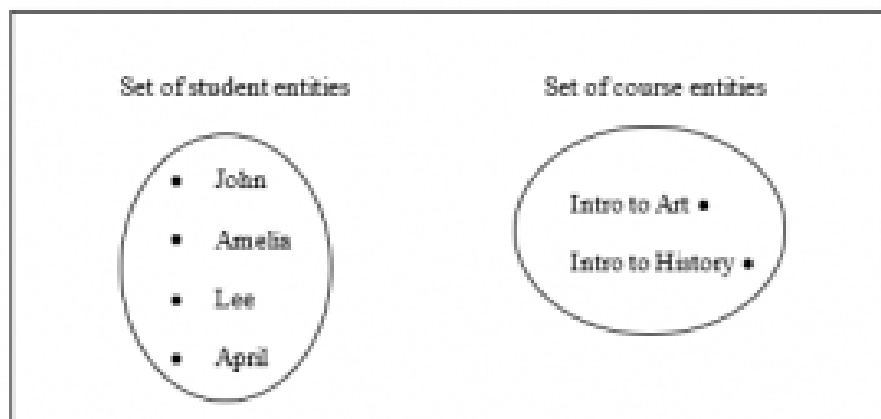 Set of student entities
John
Amelia
Lee
April
Set of course entities
Intro to Art
Intro to History